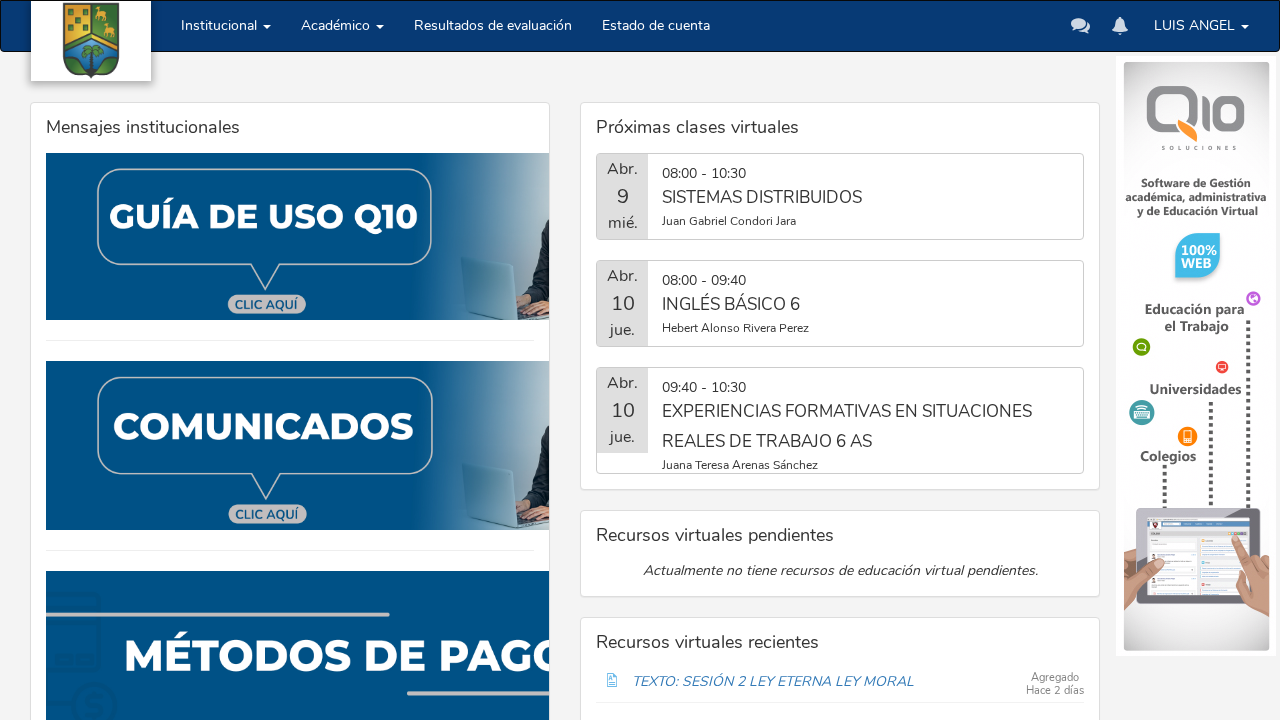 Institucional
Académico
Resultados de evaluación
Estado de cuenta
LUIS ANGEL
Mensajes institucionales
GUÍA DE USO Q10
CLIC AQUÍ
COMUNICADOS
CLIC AQUÍ
MÉTODOS DE PAGO
Próximas clases virtuales
Abr.
9
mié.
08:00 - 10:30
SISTEMAS DISTRIBUIDOS
Juan Gabriel Condori Jara
Abr.
10
jue.
08:00 - 09:40
INGLÉS BÁSICO 6
Hebert Alonso Rivera Perez
Abr.
10
jue.
09:40 - 10:30
EXPERIENCIAS FORMATIVAS EN SITUACIONES
REALES DE TRABAJO 6 AS
Juana Teresa Arenas Sánchez
Recursos virtuales pendientes
Actualmente no tienes recursos de educación virtual pendientes.
Recursos virtuales recientes
TEXTO: SESIÓN 2 LEY ETERNA LEY MORAL
Agregado
Hace 2 días
Q10
SOLUCIONES
Software de Gestión
académica, administrativa
y de Educación Virtual
100%
WEB
Educación para
el Trabajo
Universidades
Colegios